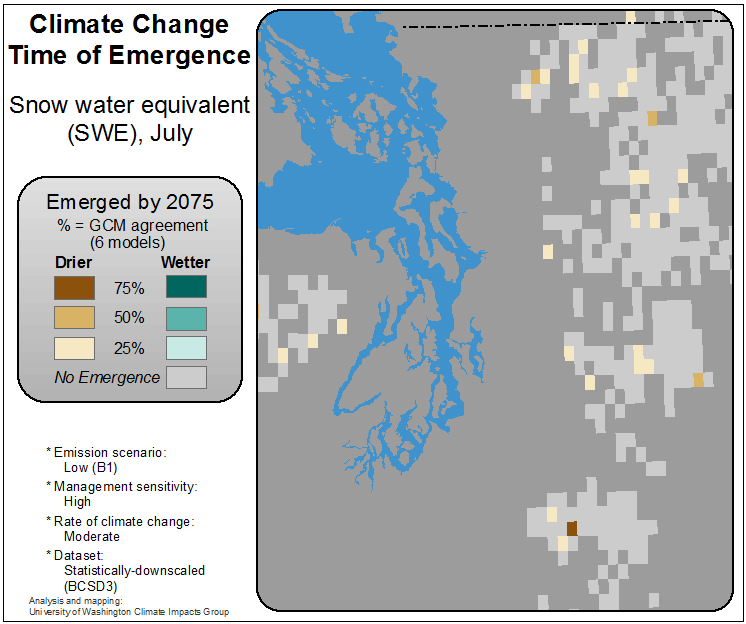 Climate Change
Time of Emergence
Snow water equivalent
(SWE), July
Emerged by 2075
% = GCM agreement
(6 models)
Drier Wetter
75%
50%
25%
No Emergence
* Emission scenario:
Low (B1)
* Management sensitivity:
High
* Rate of climate change:
Moderate
* Dataset:
Statistically-downscaled
(BCSD3)
Analysis and mapping:
University of Washington Climate Impacts Group